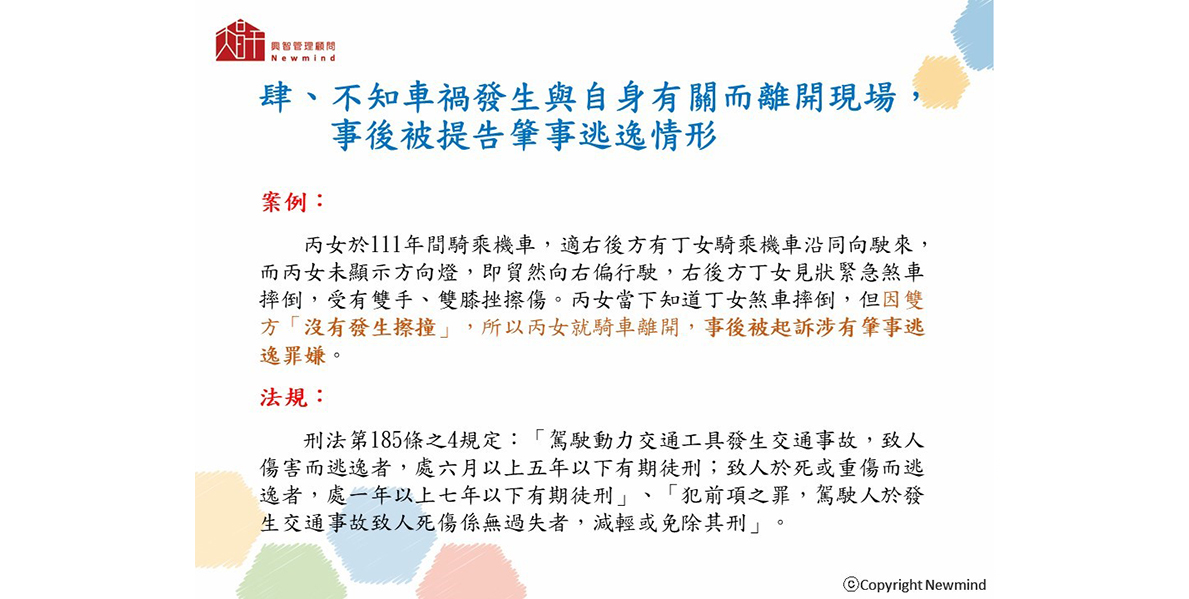 興智管理顧問
Newmind
肆、不知車禍發生與自身有關而離開現場，
事後被提告肇事逃逸情形
案例：
丙女於111年間騎乘機車，適右後方有丁女騎乘機車沿同向駛來，
而丙女未顯示方向燈，即貿然向右偏行駛，右後方丁女見狀緊急煞車
摔倒，受有雙手、雙膝挫擦傷。丙女當下知道丁女煞車摔倒，但因雙
方「沒有發生擦撞」，所以丙女就騎車離開，事後被起訴涉有肇事逃
逸罪嫌。
法規：
刑法第185條之4規定：「駕駛動力交通工具發生交通事故，致人
傷害而逃逸者，處六月以上五年以下有期徒刑；致人於死或重傷而逃
逸者，處一年以上七年以下有期徒刑」、「犯前項之罪，駕駛人於發
生交通事故致人死傷係無過失者，減輕或免除其刑」。
ⓒCopyright Newmind